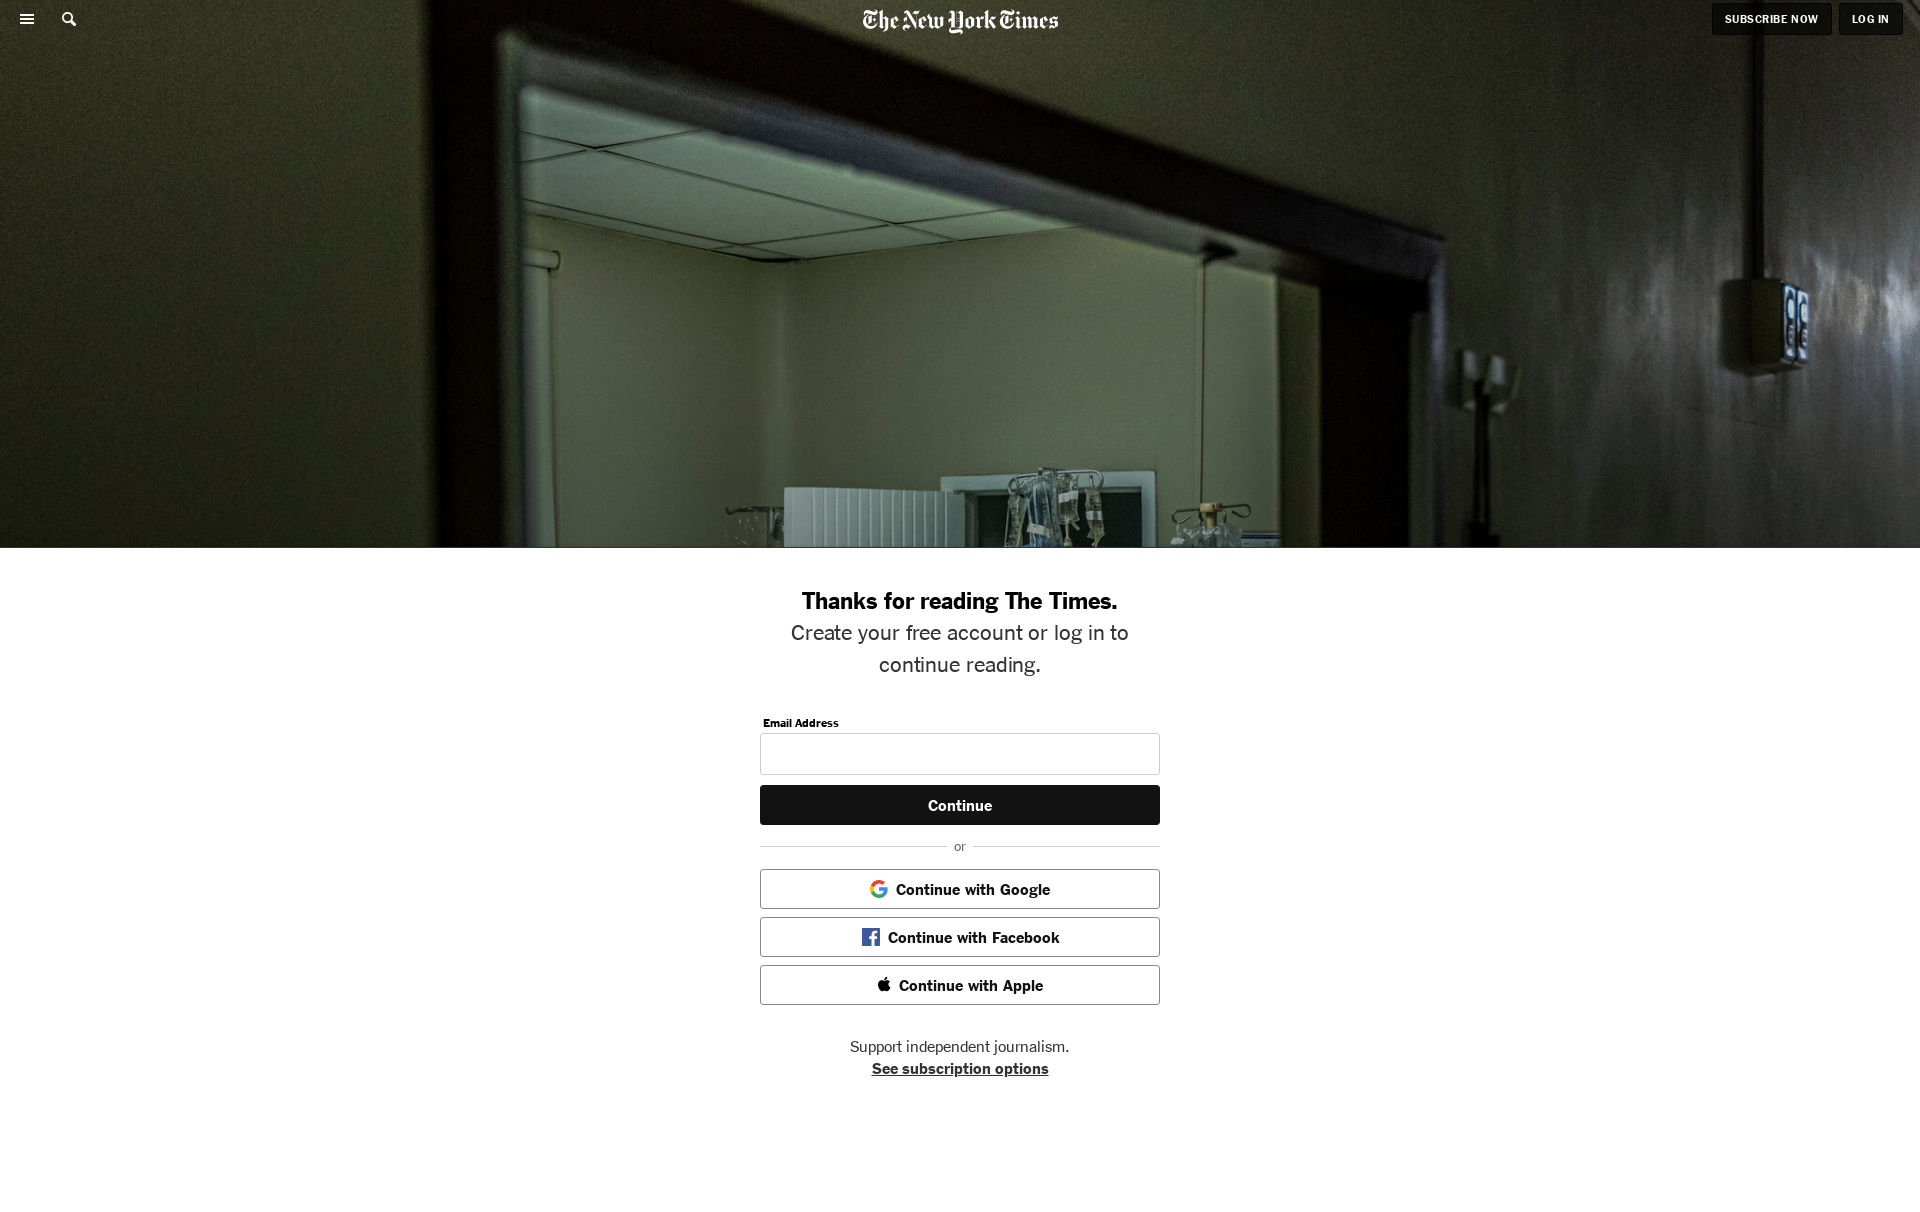 The New York Times
SUBSCRIBE NOW
LOG IN
Thanks for reading The Times.
Create your free account or log in to
continue reading.
Email Address
Continue
or
Continue with Google
Continue with Facebook
Continue with Apple
Support independent journalism.
See subscription options